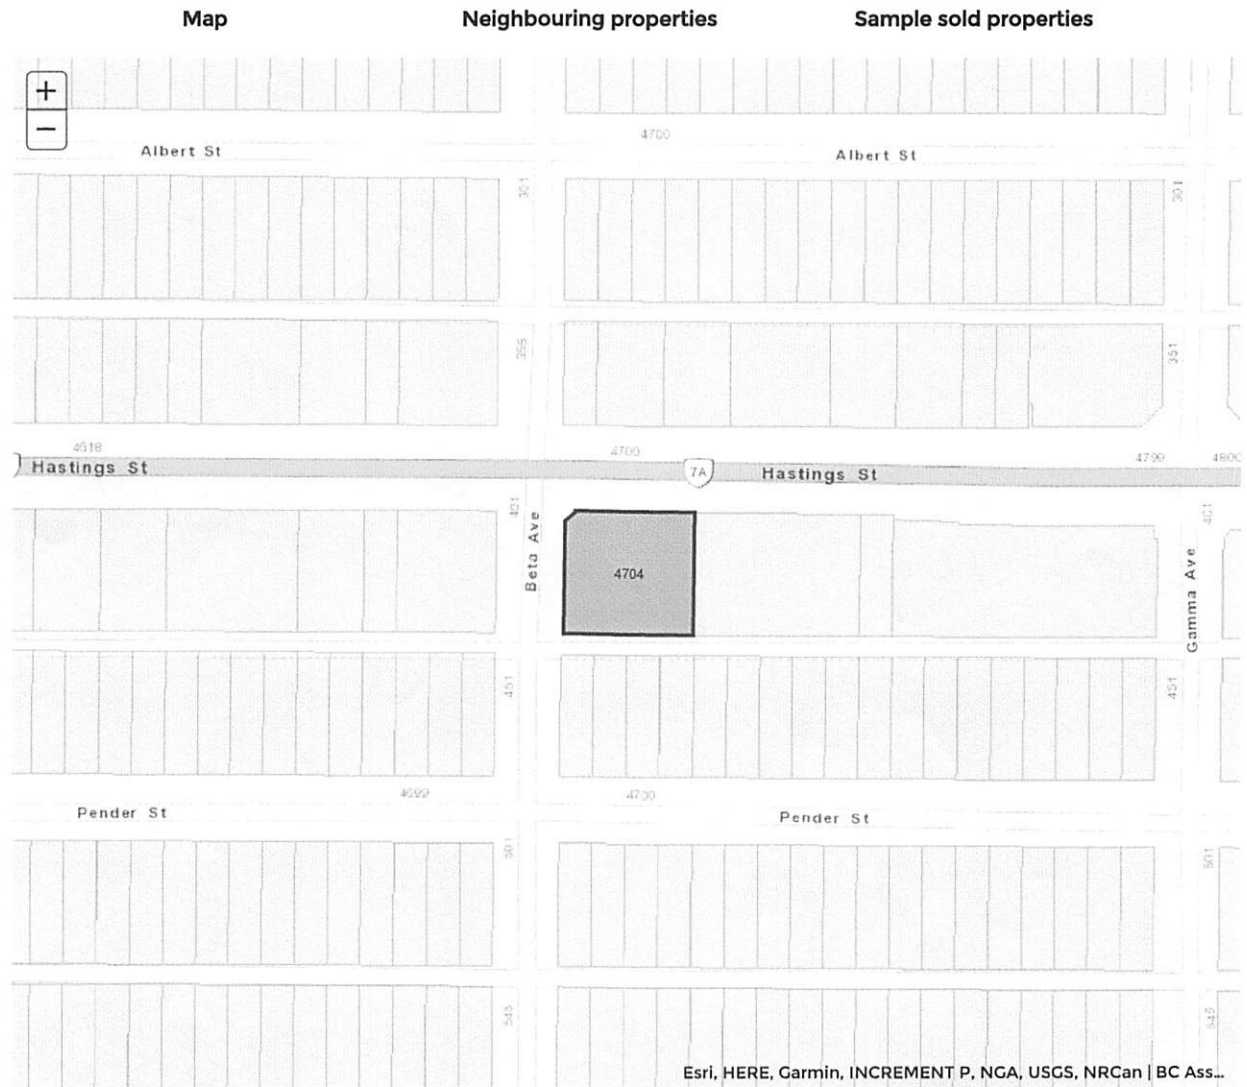 Map Neighbouring properties Sample sold properties
+
−
4700
Albert St
Albert St
301
301
355
351
4618
4700
4799
4800
Hastings St
7A
Hastings St
401
401
Beta Ave
4704
Gamma Ave
451
451
4699
4700
Pender St
Pender St
501
501
545
545
Esri, HERE, Garmin, INCREMENT P, NGA, USGS, NRCan | BC Ass...